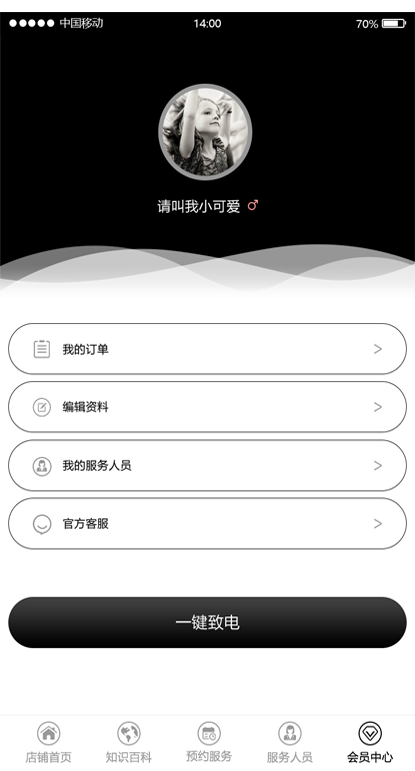 中国移动 14:00 70%
请叫我小可爱
我的订单
编辑资料
我的服务人员
官方客服
一键致电
店铺首页 知识百科 预约服务 服务人员 会员中心